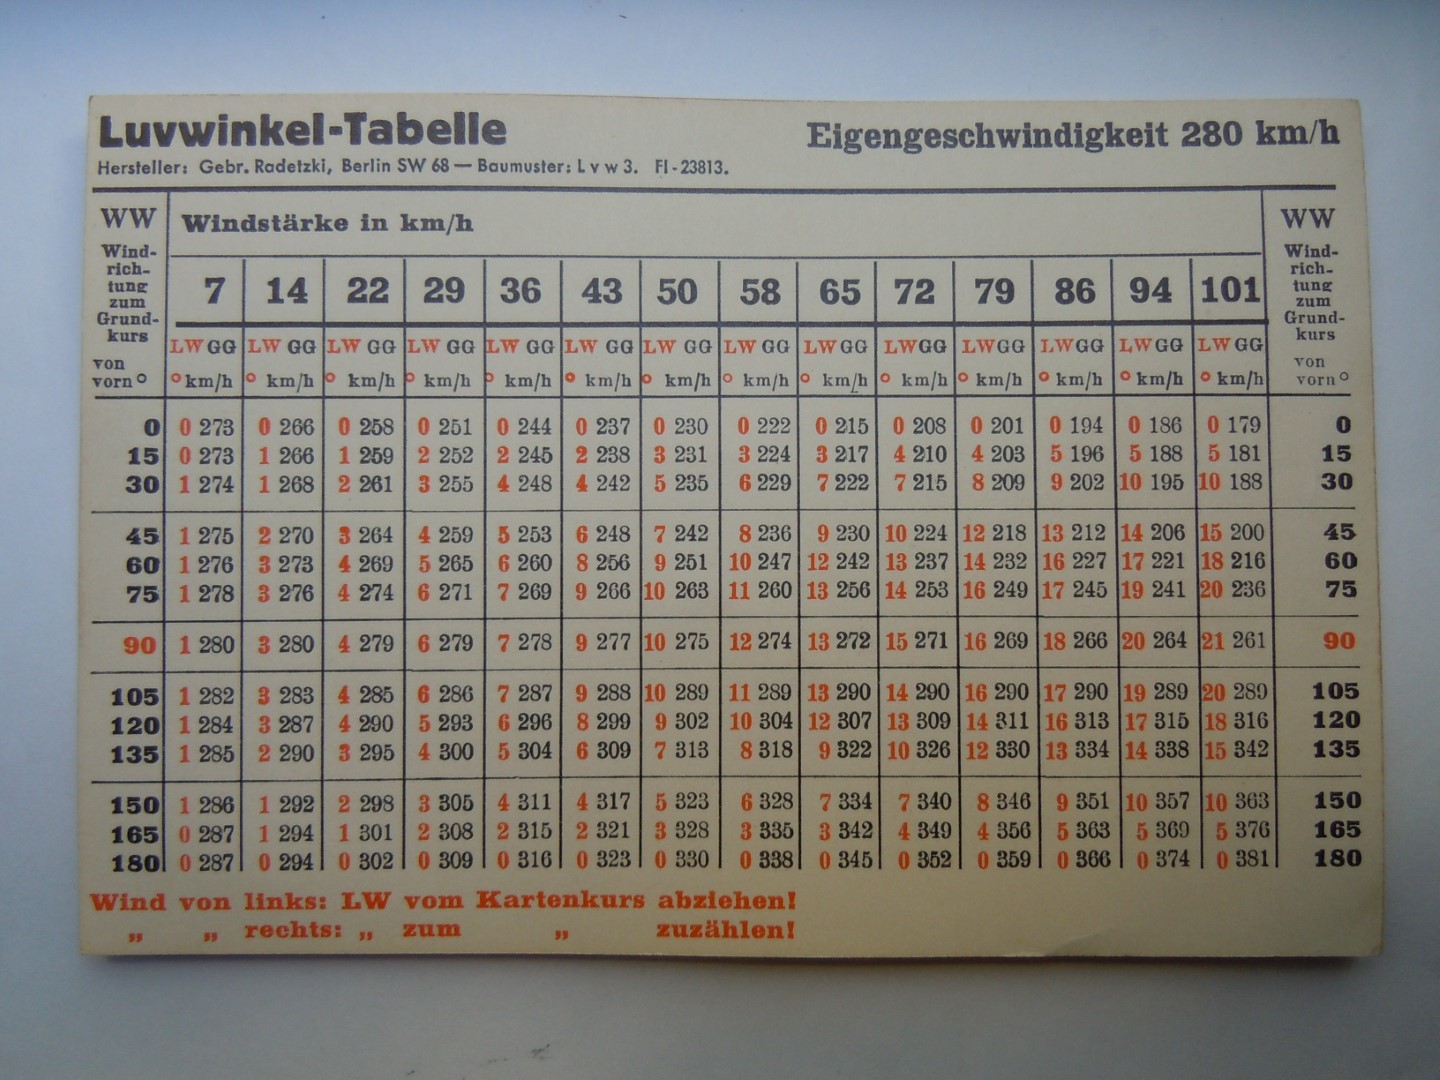 Luvwinkel-Tabelle Eigengeschwindigkeit 280 km/h
Hersteller: Gebr. Radetzki, Berlin SW 68 — Baumuster: L v w 3. Fl-23813.
WW Windstärke in km/h WW
Wind- Wind-
rich- rich-
tung tung
zum zum
Grund- Grund-
kurs kurs
7 14 22 29 36 43 50 58 65 72 79 86 94 101
LW GG LW GG LW GG LW GG LW GG LW GG LW GG LW GG LW GG LW GG LW GG LW GG LW GG LW GG
von von
vorn° ° km/h ° km/h ° km/h ° km/h ° km/h ° km/h ° km/h ° km/h ° km/h ° km/h ° km/h ° km/h ° km/h ° km/h vorn°
0 0 273 0 266 0 258 0 251 0 244 0 237 0 230 0 222 0 215 0 208 0 201 0 194 0 186 0 179 0
15 0 273 1 266 1 259 2 252 2 245 2 238 3 231 3 224 3 217 4 210 4 203 5 196 5 188 5 181 15
30 1 274 1 268 2 261 3 255 4 248 4 242 5 235 6 229 7 222 7 215 8 209 9 202 10 195 10 188 30
45 1 275 2 270 3 264 4 259 5 253 6 248 7 242 8 236 9 230 10 224 12 218 13 212 14 206 15 200 45
60 1 276 3 273 4 269 5 265 6 260 8 256 9 251 10 247 12 242 13 237 14 232 16 227 17 221 18 216 60
75 1 278 3 276 4 274 6 271 7 269 9 266 10 263 11 260 13 256 14 253 16 249 17 245 19 241 20 236 75
90 1 280 3 280 4 279 6 279 7 278 9 277 10 275 12 274 13 272 15 271 16 269 18 266 20 264 21 261 90
105 1 282 3 283 4 285 6 286 7 287 9 288 10 289 11 289 13 290 14 290 16 290 17 290 19 289 20 289 105
120 1 284 3 287 4 290 5 293 6 296 8 299 9 302 10 304 12 307 13 309 14 311 16 313 17 315 18 316 120
135 1 285 2 290 3 295 4 300 5 304 6 309 7 313 8 318 9 322 10 326 12 330 13 334 14 338 15 342 135
150 1 286 1 292 2 298 3 305 4 311 4 317 5 323 6 328 7 334 7 340 8 346 9 351 10 357 10 363 150
165 0 287 1 294 1 301 2 308 2 315 2 321 3 328 3 335 3 342 4 349 4 356 5 363 5 369 5 376 165
180 0 287 0 294 0 302 0 309 0 316 0 323 0 330 0 338 0 345 0 352 0 359 0 366 0 374 0 381 180
Wind von links: LW vom Kartenkurs abziehen!
„ „ rechts: „ zum „ zuzählen!